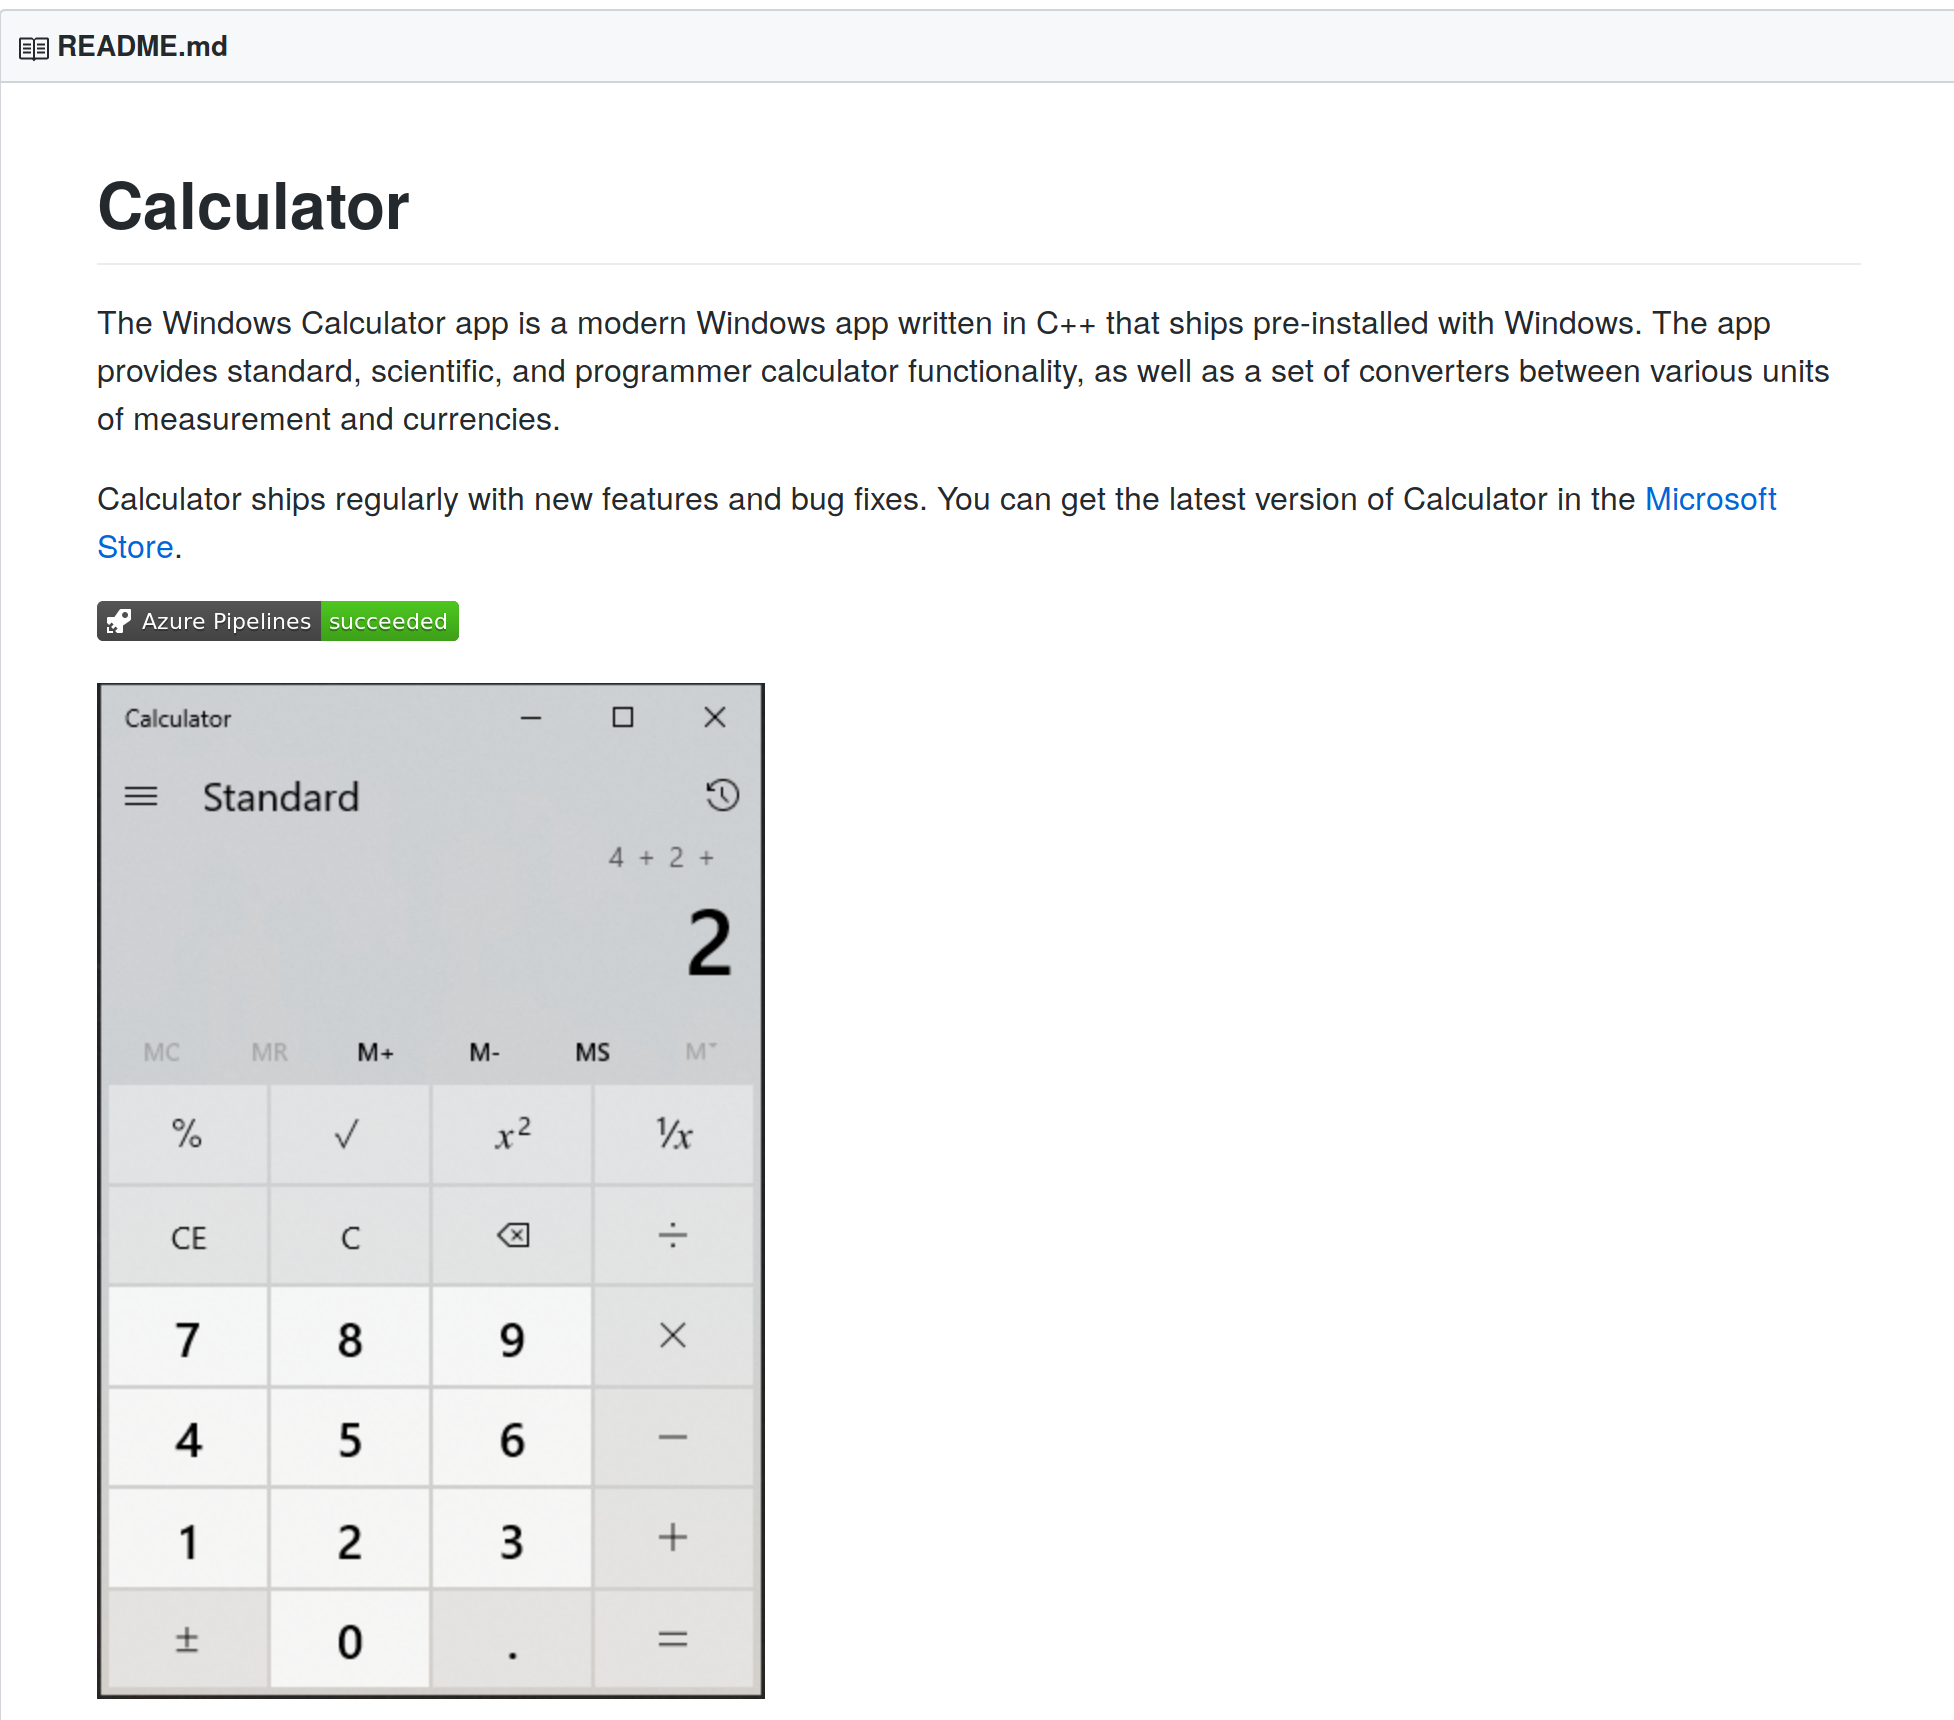 README.md
Calculator
The Windows Calculator app is a modern Windows app written in C++ that ships pre-installed with Windows. The app
provides standard, scientific, and programmer calculator functionality, as well as a set of converters between various units
of measurement and currencies.
Calculator ships regularly with new features and bug fixes. You can get the latest version of Calculator in the Microsoft
Store.
Azure Pipelines succeeded
Calculator
Standard
4 + 2 +
2
MC MR M+ M- MS M˅
% √ x² ¹⁄x
CE C ÷
7 8 9 ×
4 5 6 −
1 2 3 +
± 0 . =